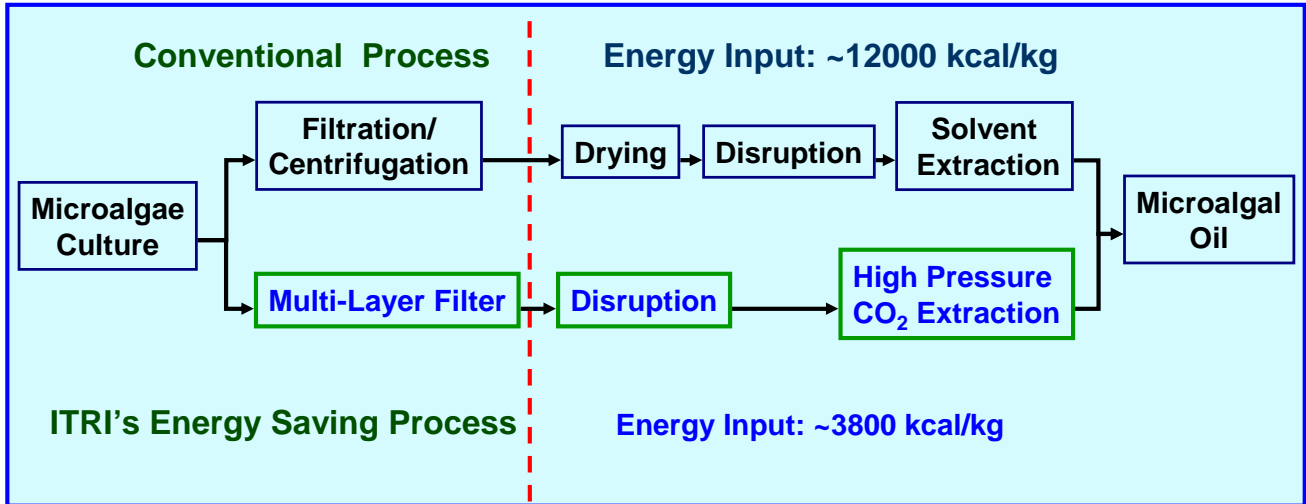 Conventional  Process
Energy Input: ~12000 kcal/kg
Filtration/
Centrifugation
Drying
Disruption
Solvent
Extraction
Microalgae
Culture
Microalgal
Oil
Multi-Layer Filter
Disruption
High Pressure
CO₂ Extraction
ITRI's Energy Saving Process
Energy Input: ~3800 kcal/kg